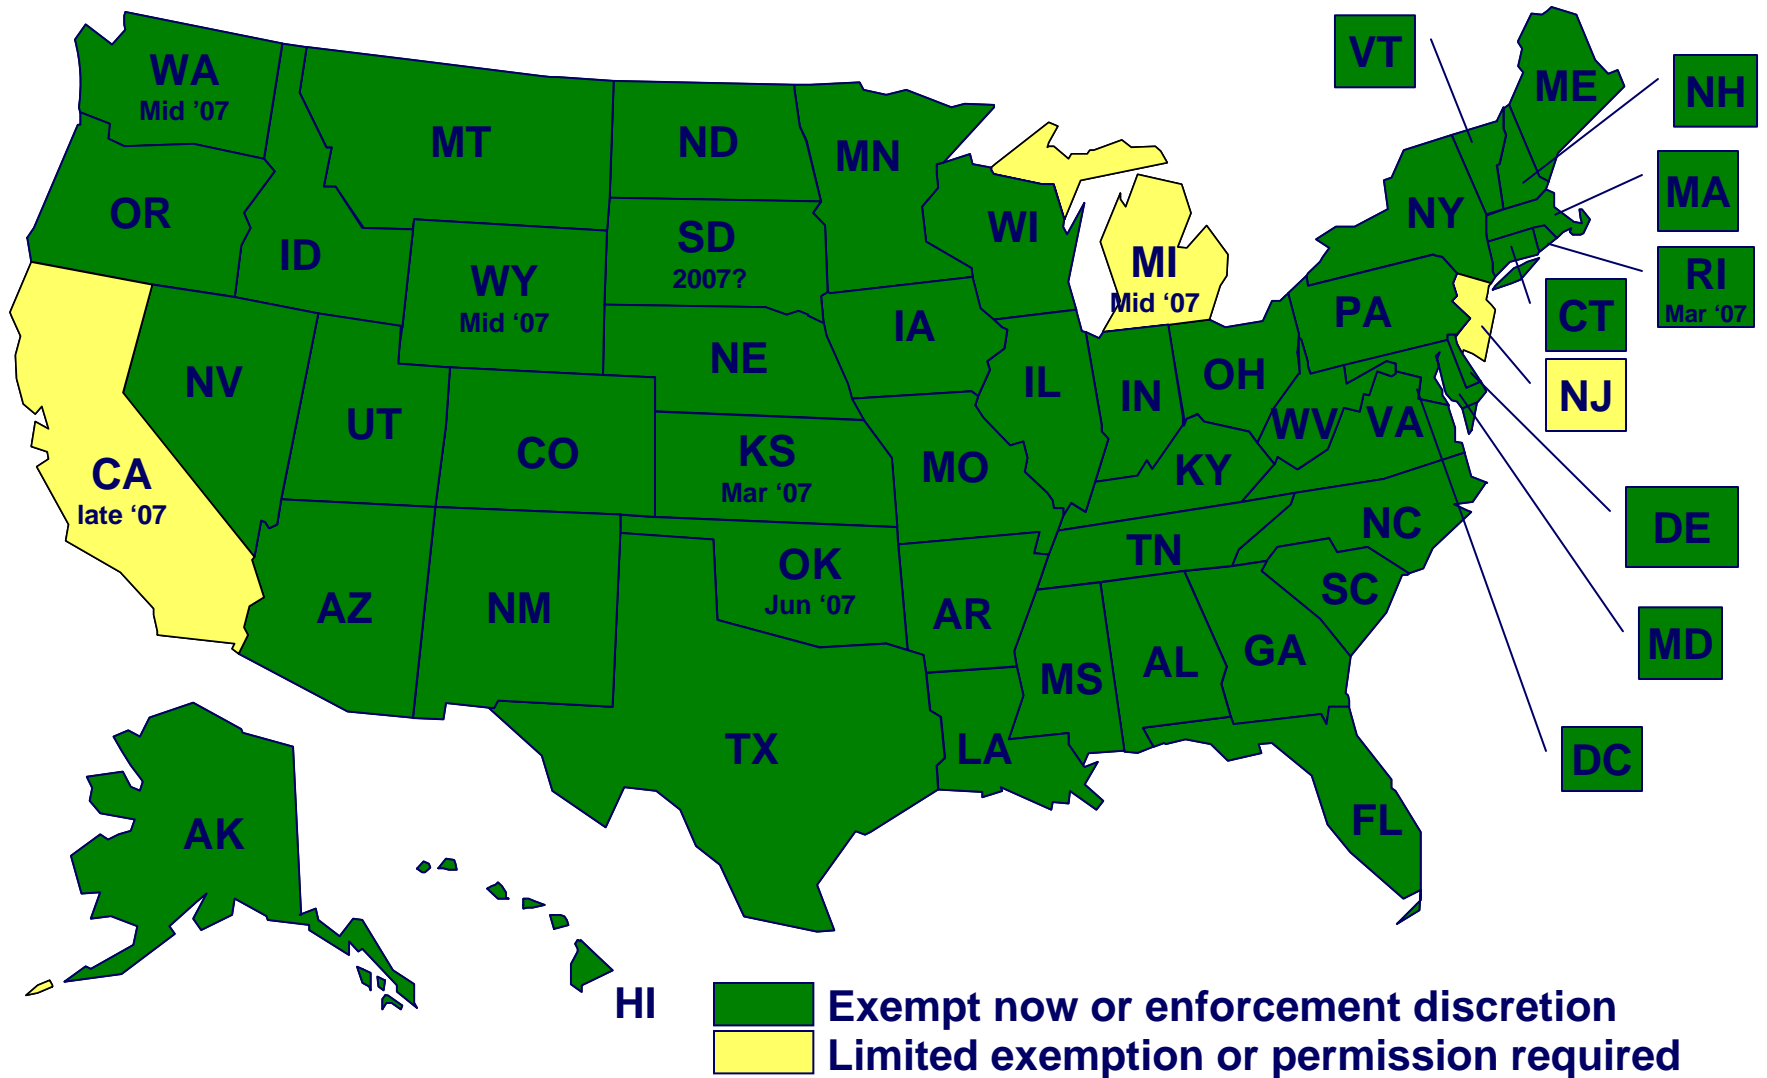 WA
Mid ‘07
MT
ND
MN
VT
ME
NH
OR
ID
WY
Mid ‘07
SD
2007?
WI
MI
Mid ‘07
NY
MA
RI
Mar ‘07
CT
PA
NJ
NV
UT
CO
NE
IA
IL
IN
OH
WV
VA
CA
late ‘07
KS
Mar ‘07
MO
KY
NC
DE
TN
OK
Jun ‘07
AZ
NM
AR
SC
MS
AL
GA
MD
TX
LA
DC
FL
AK
HI
Exempt now or enforcement discretion
Limited exemption or permission required